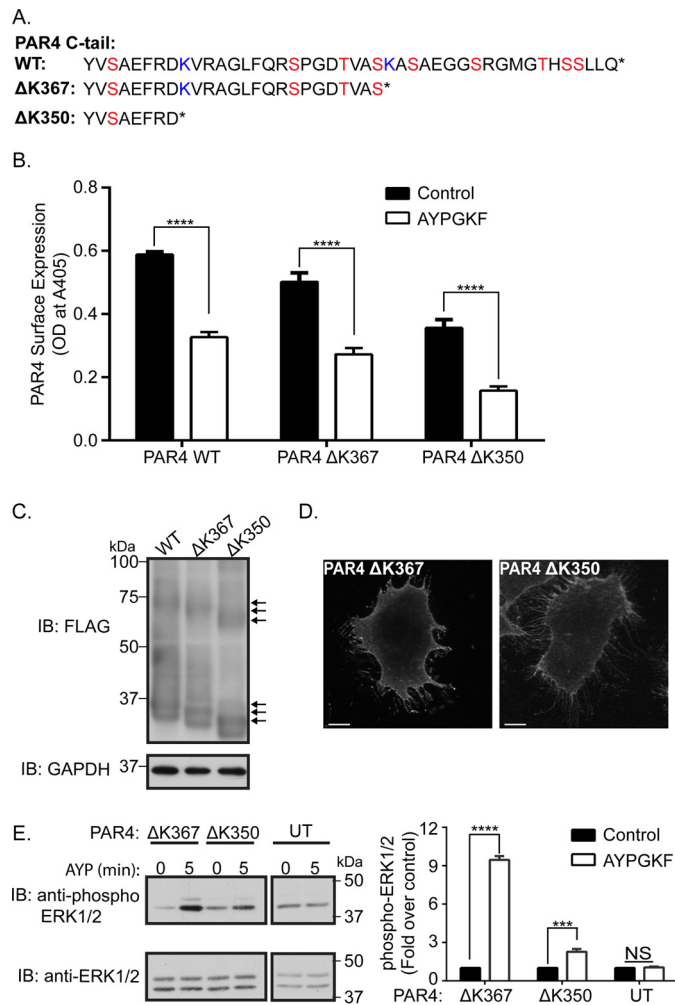 A.
PAR4 C-tail:
WT: YVSAEFRDKVRAGLFQRSPGDTVASKASAEGGSRGMGTHSSLLQ*
ΔK367: YVSAEFRDKVRAGLFQRSPGDTVAS*
ΔK350: YVSAEFRD*
B.
PAR4 Surface Expression
(OD at A405)
0.8
0.6
0.4
0.2
0.0
Control
AYPGKF
****
****
****
PAR4 WT
PAR4 ΔK367
PAR4 ΔK350
C.
kDa
WT
ΔK367
ΔK350
100
75
50
37
IB: FLAG
37
IB: GAPDH
D.
PAR4 ΔK367
PAR4 ΔK350
E.
PAR4: ΔK367 ΔK350 UT
AYP (min): 0 5 0 5 0 5 kDa
IB: anti-phospho
ERK1/2
50
37
IB: anti-ERK1/2
50
37
phospho-ERK1/2
(Fold over control)
12
9
6
3
0
****
***
NS
Control
AYPGKF
PAR4: ΔK367 ΔK350 UT